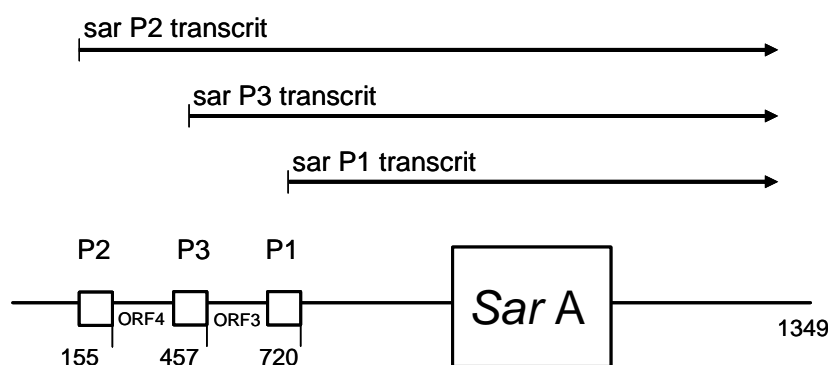 sar P2 transcrit
sar P3 transcrit
sar P1 transcrit
P2 P3 P1
ORF4 ORF3 Sar A
155 457 720 1349